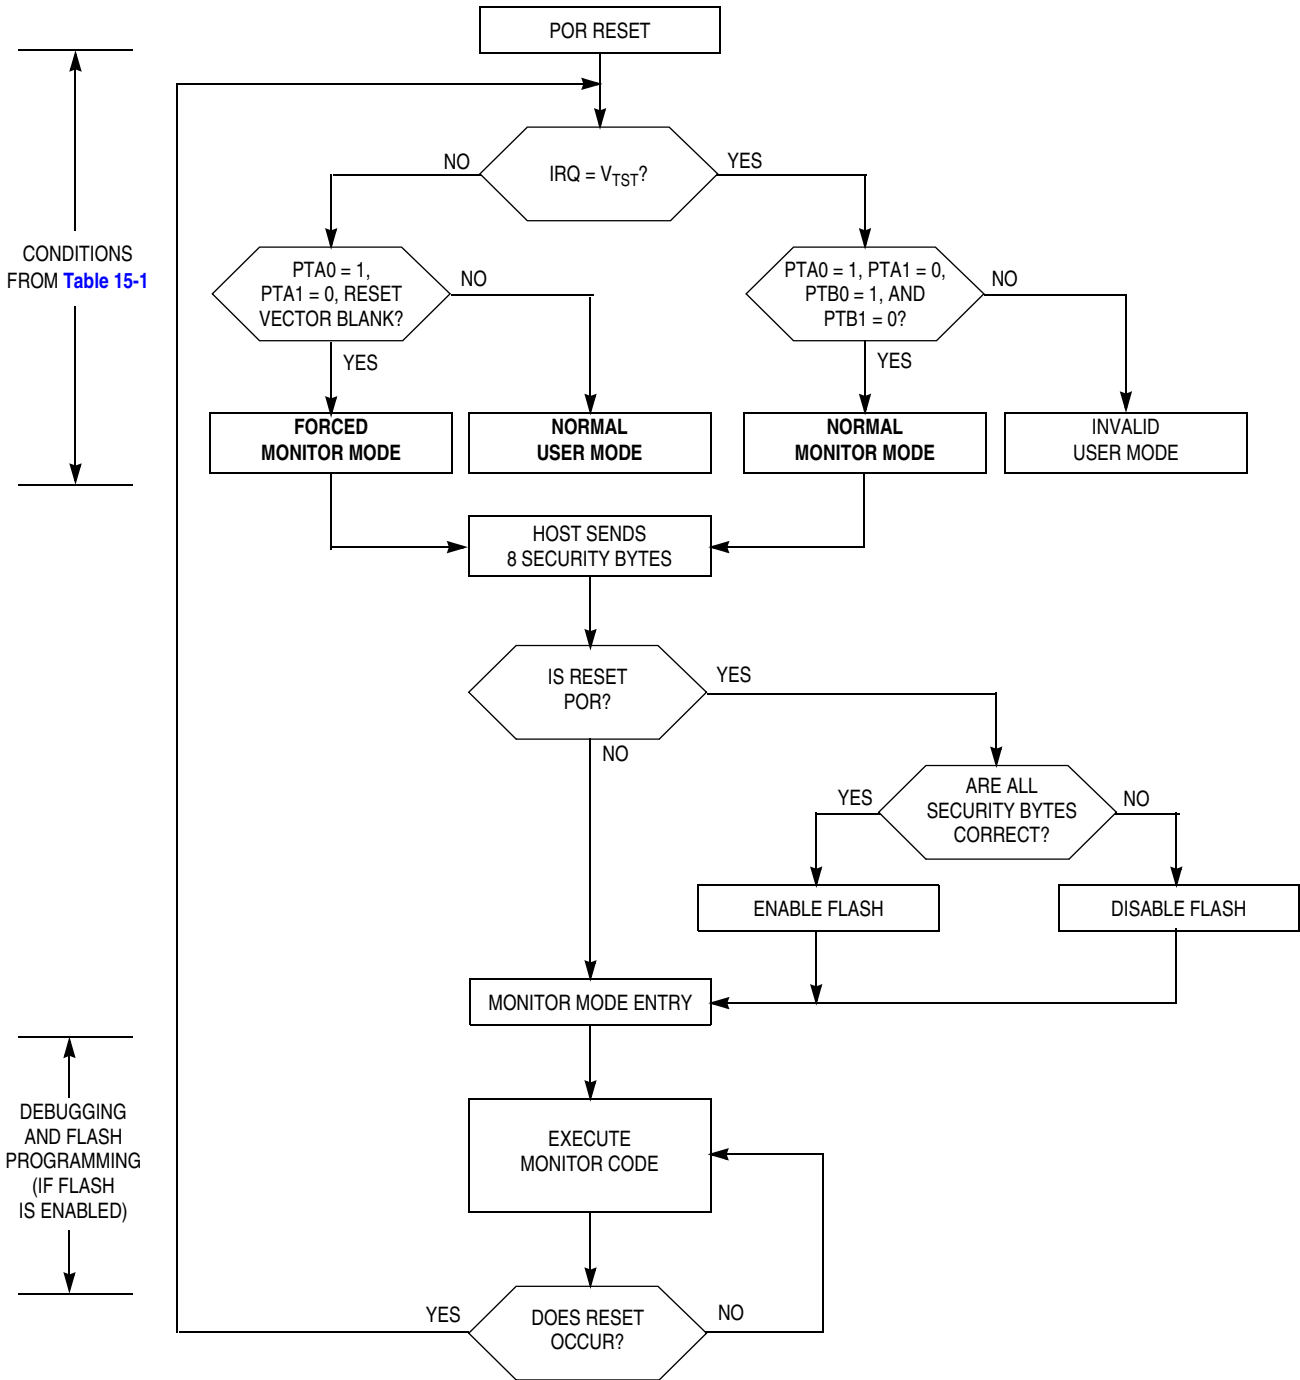 POR RESET
NO
IRQ = VTST?
YES
CONDITIONS
FROM Table 15-1
PTA0 = 1,
PTA1 = 0, RESET
VECTOR BLANK?
NO
YES
PTA0 = 1, PTA1 = 0,
PTB0 = 1, AND
PTB1 = 0?
NO
YES
FORCED
MONITOR MODE
NORMAL
USER MODE
NORMAL
MONITOR MODE
INVALID
USER MODE
HOST SENDS
8 SECURITY BYTES
IS RESET
POR?
YES
NO
YES
ARE ALL
SECURITY BYTES
CORRECT?
NO
ENABLE FLASH
DISABLE FLASH
MONITOR MODE ENTRY
DEBUGGING
AND FLASH
PROGRAMMING
(IF FLASH
IS ENABLED)
EXECUTE
MONITOR CODE
YES
DOES RESET
OCCUR?
NO